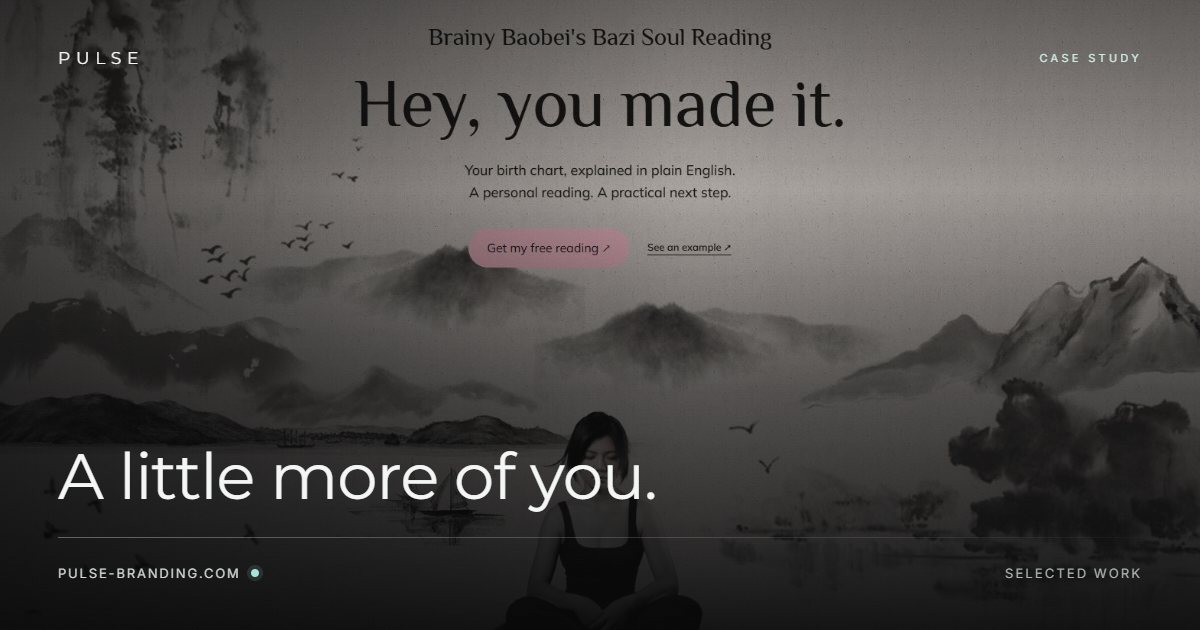 Brainy Baobei's Bazi Soul Reading
PULSE
CASE STUDY
Hey, you made it.
Your birth chart, explained in plain English.
A personal reading. A practical next step.
Get my free reading ↗
See an example ↗
A little more of you.
PULSE-BRANDING.COM
SELECTED WORK